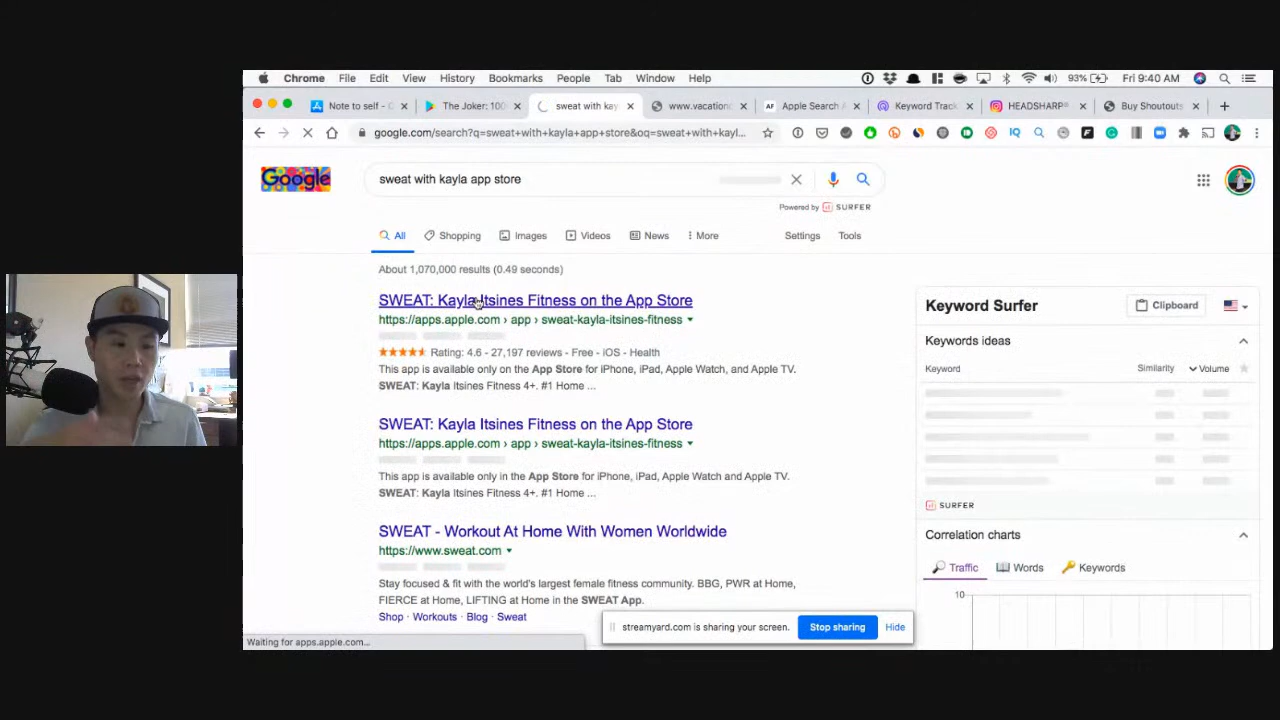 Chrome File Edit View History Bookmarks People Tab Window Help
93% Fri 9:40 AM
Note to self -
The Joker: 100
sweat with kay
www.vacation
AF Apple Search
Keyword Track
HEADSHARP®
Buy Shoutouts
google.com/search?q=sweat+with+kayla+app+store&oq=sweat+with+kayl...
IQ
Google
sweat with kayla app store
Powered by SURFER
All Shopping Images Videos News More Settings Tools
About 1,070,000 results (0.49 seconds)
SWEAT: Kayla Itsines Fitness on the App Store
https://apps.apple.com › app › sweat-kayla-itsines-fitness
Rating: 4.6 - 27,197 reviews - Free - iOS - Health
This app is available only on the App Store for iPhone, iPad, Apple Watch, and Apple TV.
SWEAT: Kayla Itsines Fitness 4+. #1 Home ...
SWEAT: Kayla Itsines Fitness on the App Store
https://apps.apple.com › app › sweat-kayla-itsines-fitness
This app is available only in the App Store for iPhone, iPad, Apple Watch and Apple TV.
SWEAT: Kayla Itsines Fitness 4+. #1 Home ...
SWEAT - Workout At Home With Women Worldwide
https://www.sweat.com
Stay focused & fit with the world's largest female fitness community. BBG, PWR at Home,
FIERCE at Home, LIFTING at Home in the SWEAT App.
Shop · Workouts · Blog · Sweat
Keyword Surfer
Clipboard
Keywords ideas
Keyword Similarity Volume
SURFER
Correlation charts
Traffic Words Keywords
10
streamyard.com is sharing your screen. Stop sharing Hide
Waiting for apps.apple.com...